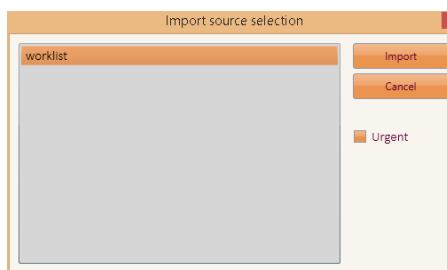 Import source selection
worklist
Import
Cancel
Urgent